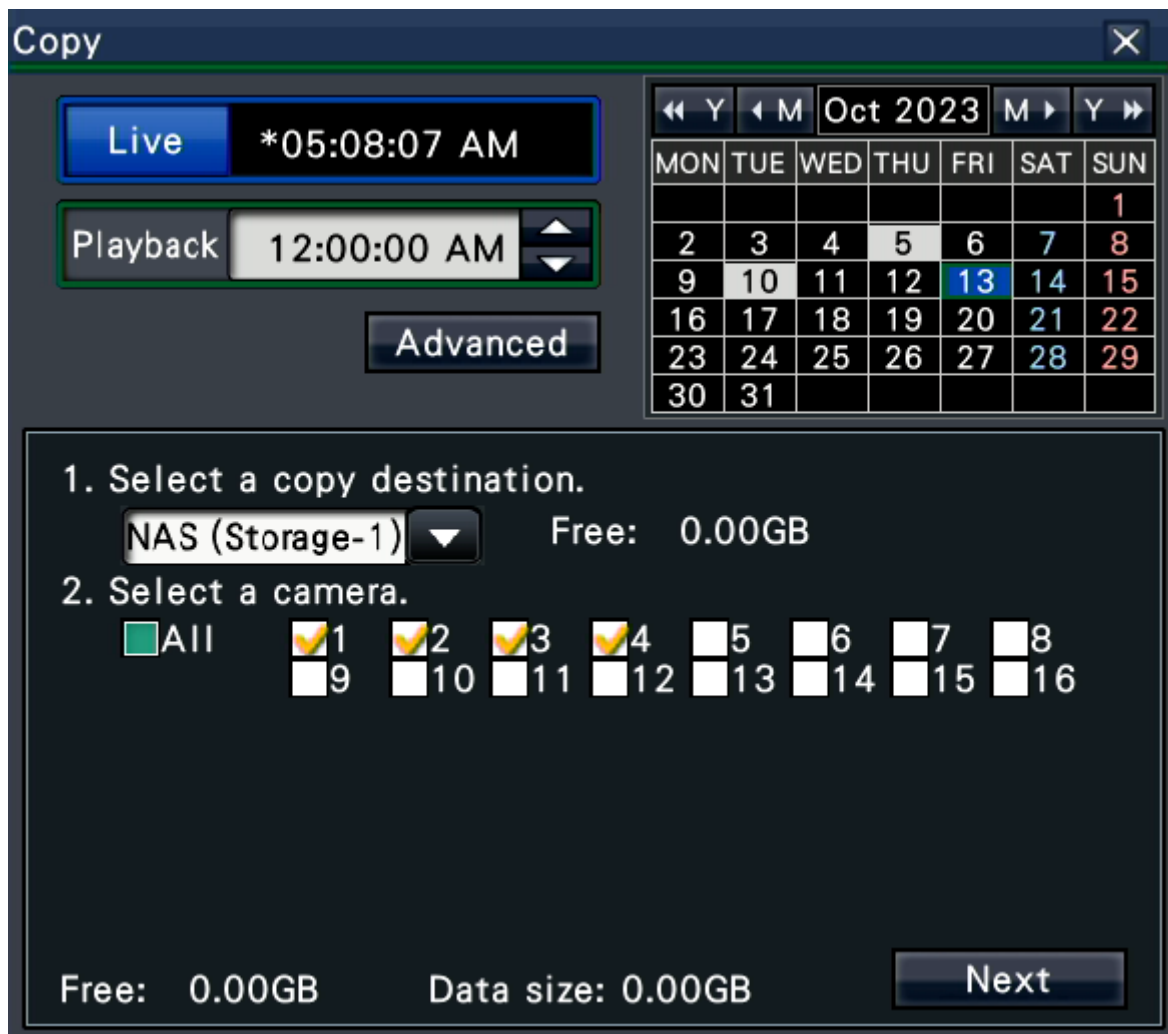 Copy
Live *05:08:07 AM
Playback 12:00:00 AM
Advanced
Y M Oct 2023 M Y
MON TUE WED THU FRI SAT SUN
1
2 3 4 5 6 7 8
9 10 11 12 13 14 15
16 17 18 19 20 21 22
23 24 25 26 27 28 29
30 31
1. Select a copy destination.
NAS (Storage-1) Free: 0.00GB
2. Select a camera.
All 1 2 3 4 5 6 7 8
9 10 11 12 13 14 15 16
Free: 0.00GB Data size: 0.00GB Next